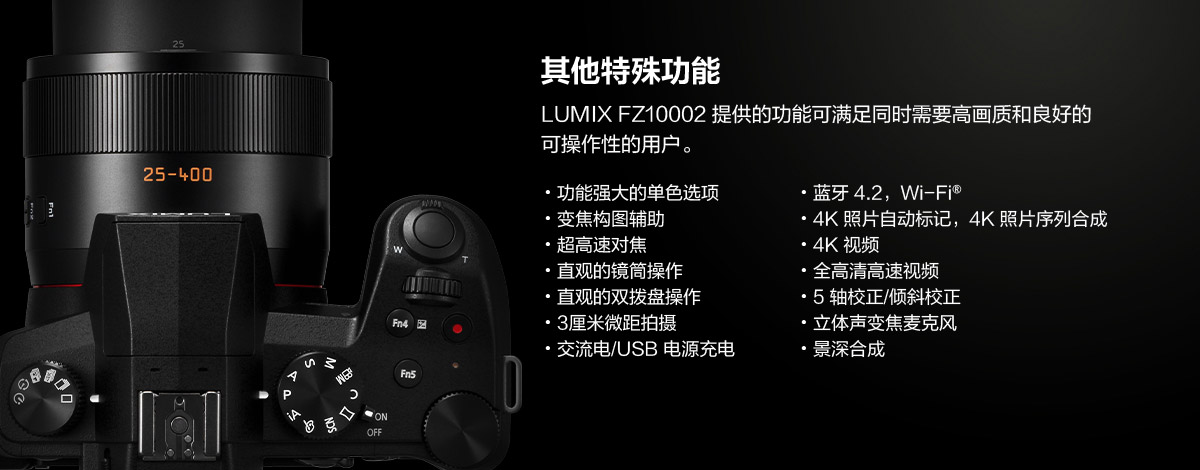 25
25-400
Fn1
Fn2
W
T
Fn4
Fn5
S
M
A
P
C
iA
ON
OFF
其他特殊功能
LUMIX FZ10002 提供的功能可满足同时需要高画质和良好的
可操作性的用户。
·功能强大的单色选项
·变焦构图辅助
·超高速对焦
·直观的镜筒操作
·直观的双拨盘操作
·3厘米微距拍摄
·交流电/USB 电源充电
·蓝牙 4.2，Wi-Fi®
·4K 照片自动标记，4K 照片序列合成
·4K 视频
·全高清高速视频
·5 轴校正/倾斜校正
·立体声变焦麦克风
·景深合成